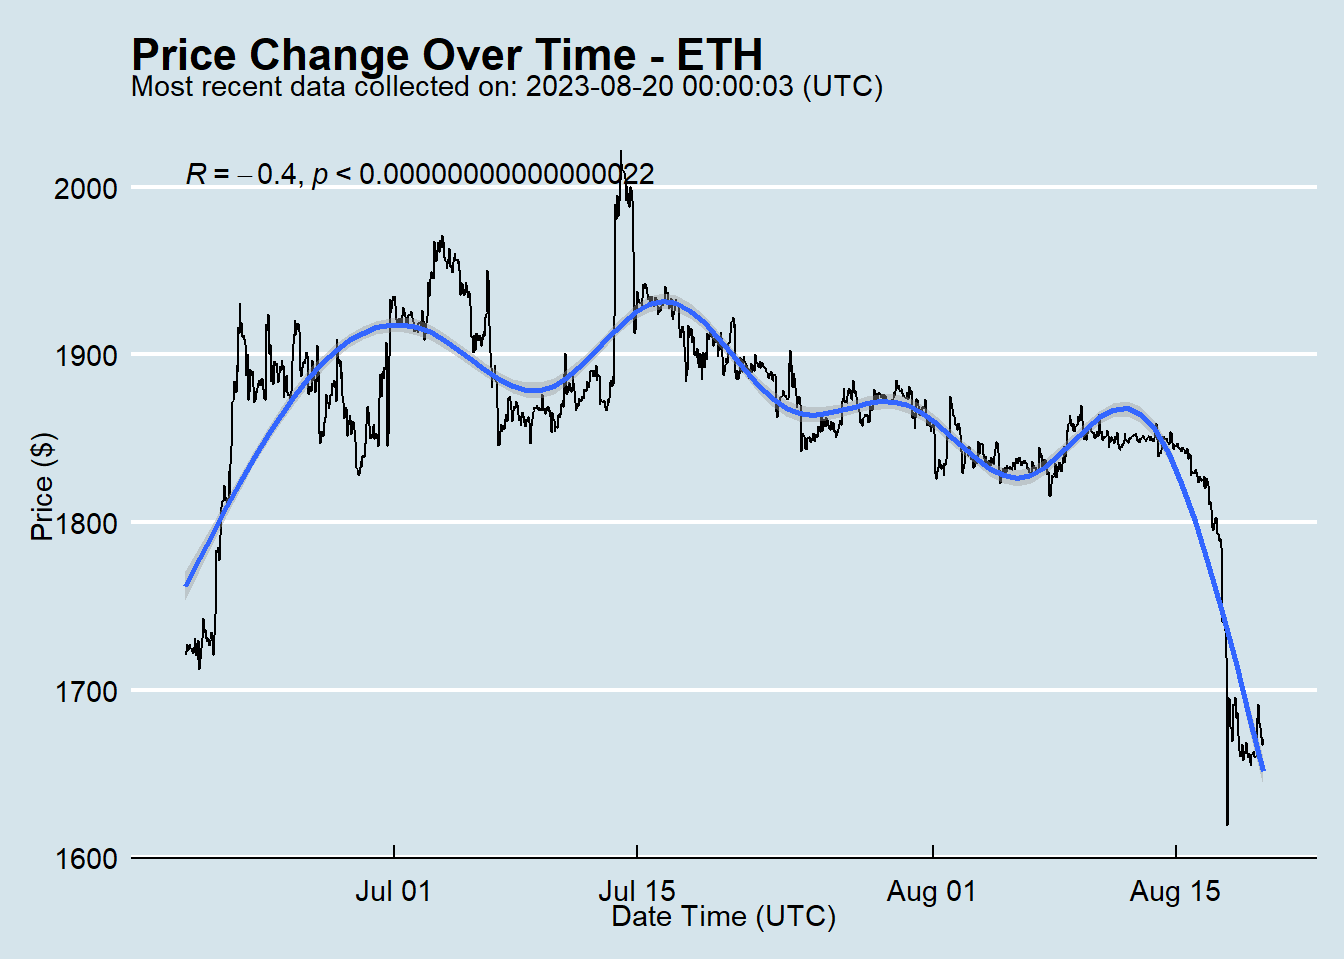 Price Change Over Time - ETH
Most recent data collected on: 2023-08-20 00:00:03 (UTC)
R = −0.4, p < 0.00000000000000022
2000
1900
1800
1700
1600
Price ($)
Jul 01 Jul 15 Aug 01 Aug 15
Date Time (UTC)